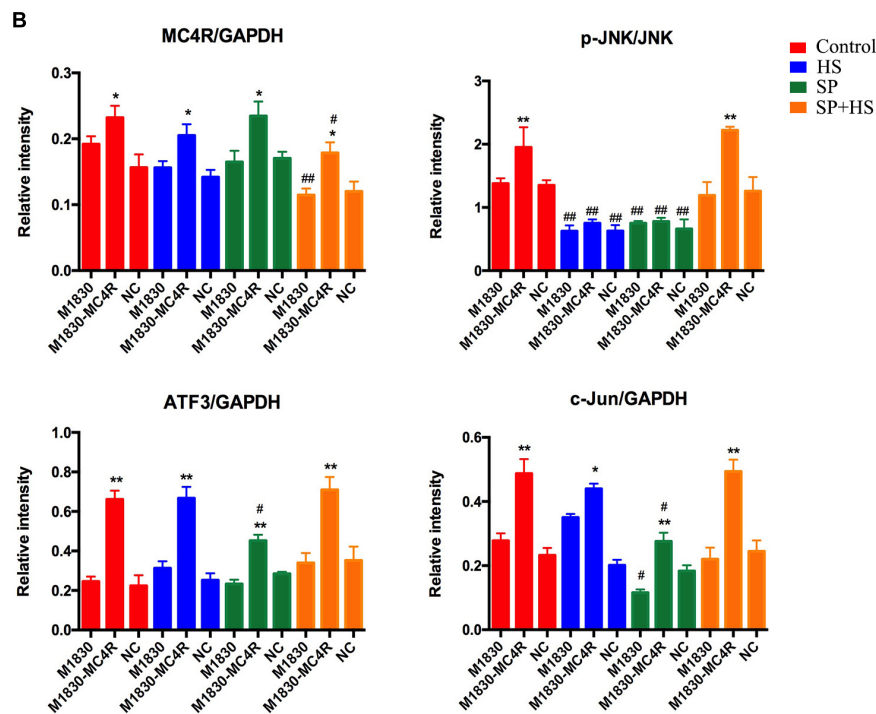 B
MC4R/GAPDH
Relative intensity
0.3
0.2
0.1
0.0
* * * # * ##
M1830 M1830-MC4R NC M1830 M1830-MC4R NC M1830 M1830-MC4R NC M1830 M1830-MC4R NC
p-JNK/JNK
Relative intensity
3
2
1
0
** ## ## ## ## ## ## **
M1830 M1830-MC4R NC M1830 M1830-MC4R NC M1830 M1830-MC4R NC M1830 M1830-MC4R NC
Control
HS
SP
SP+HS
ATF3/GAPDH
Relative intensity
1.0
0.8
0.6
0.4
0.2
0.0
** ** # ** **
M1830 M1830-MC4R NC M1830 M1830-MC4R NC M1830 M1830-MC4R NC M1830 M1830-MC4R NC
c-Jun/GAPDH
Relative intensity
0.6
0.4
0.2
0.0
** * # # ** **
M1830 M1830-MC4R NC M1830 M1830-MC4R NC M1830 M1830-MC4R NC M1830 M1830-MC4R NC